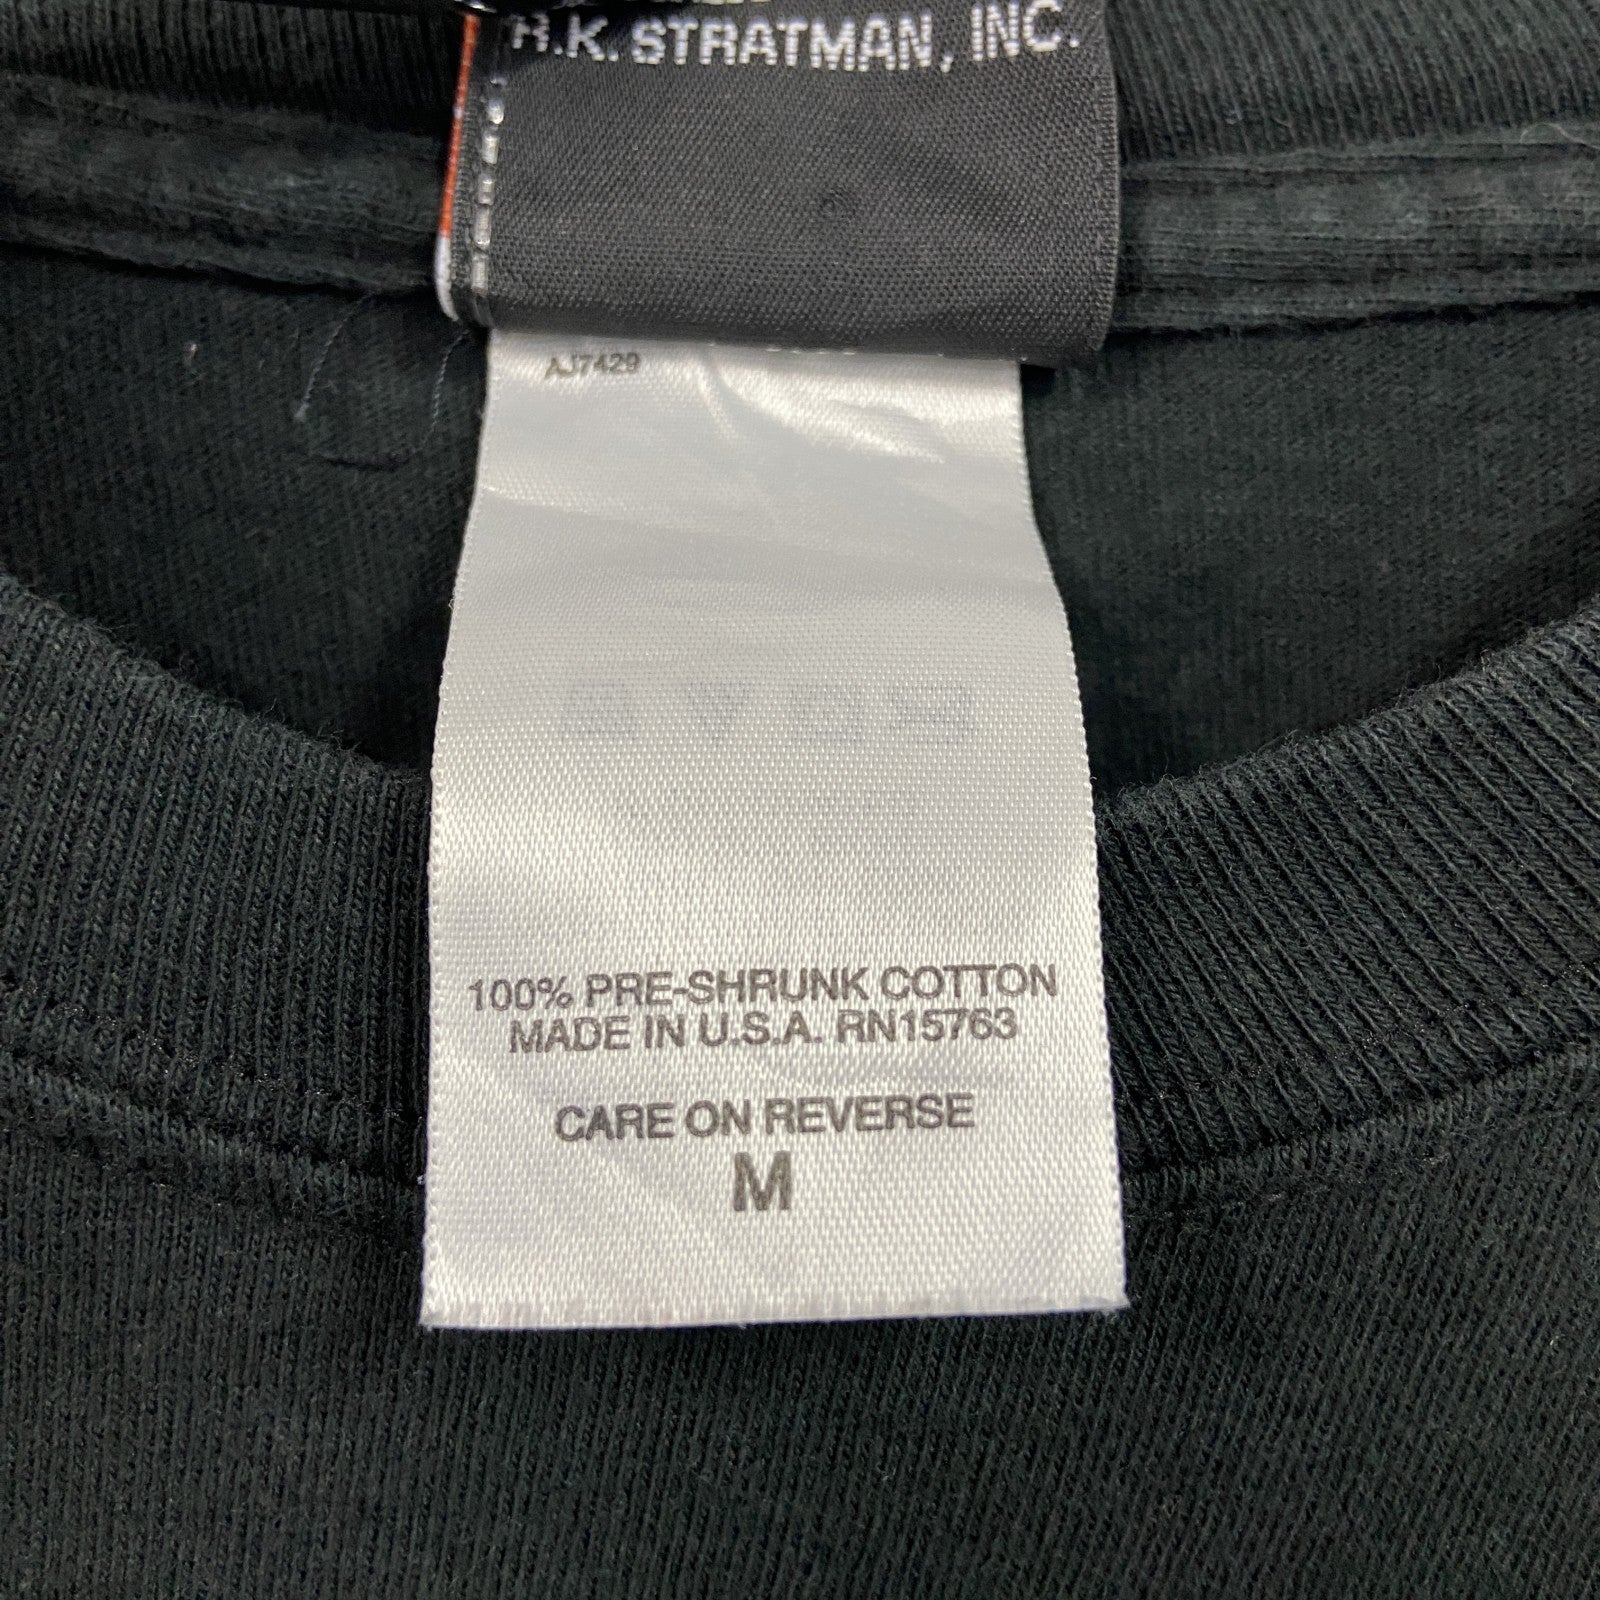 R.K. STRATMAN, INC.
AJ7429
100% PRE-SHRUNK COTTON
MADE IN U.S.A. RN15763
CARE ON REVERSE
M